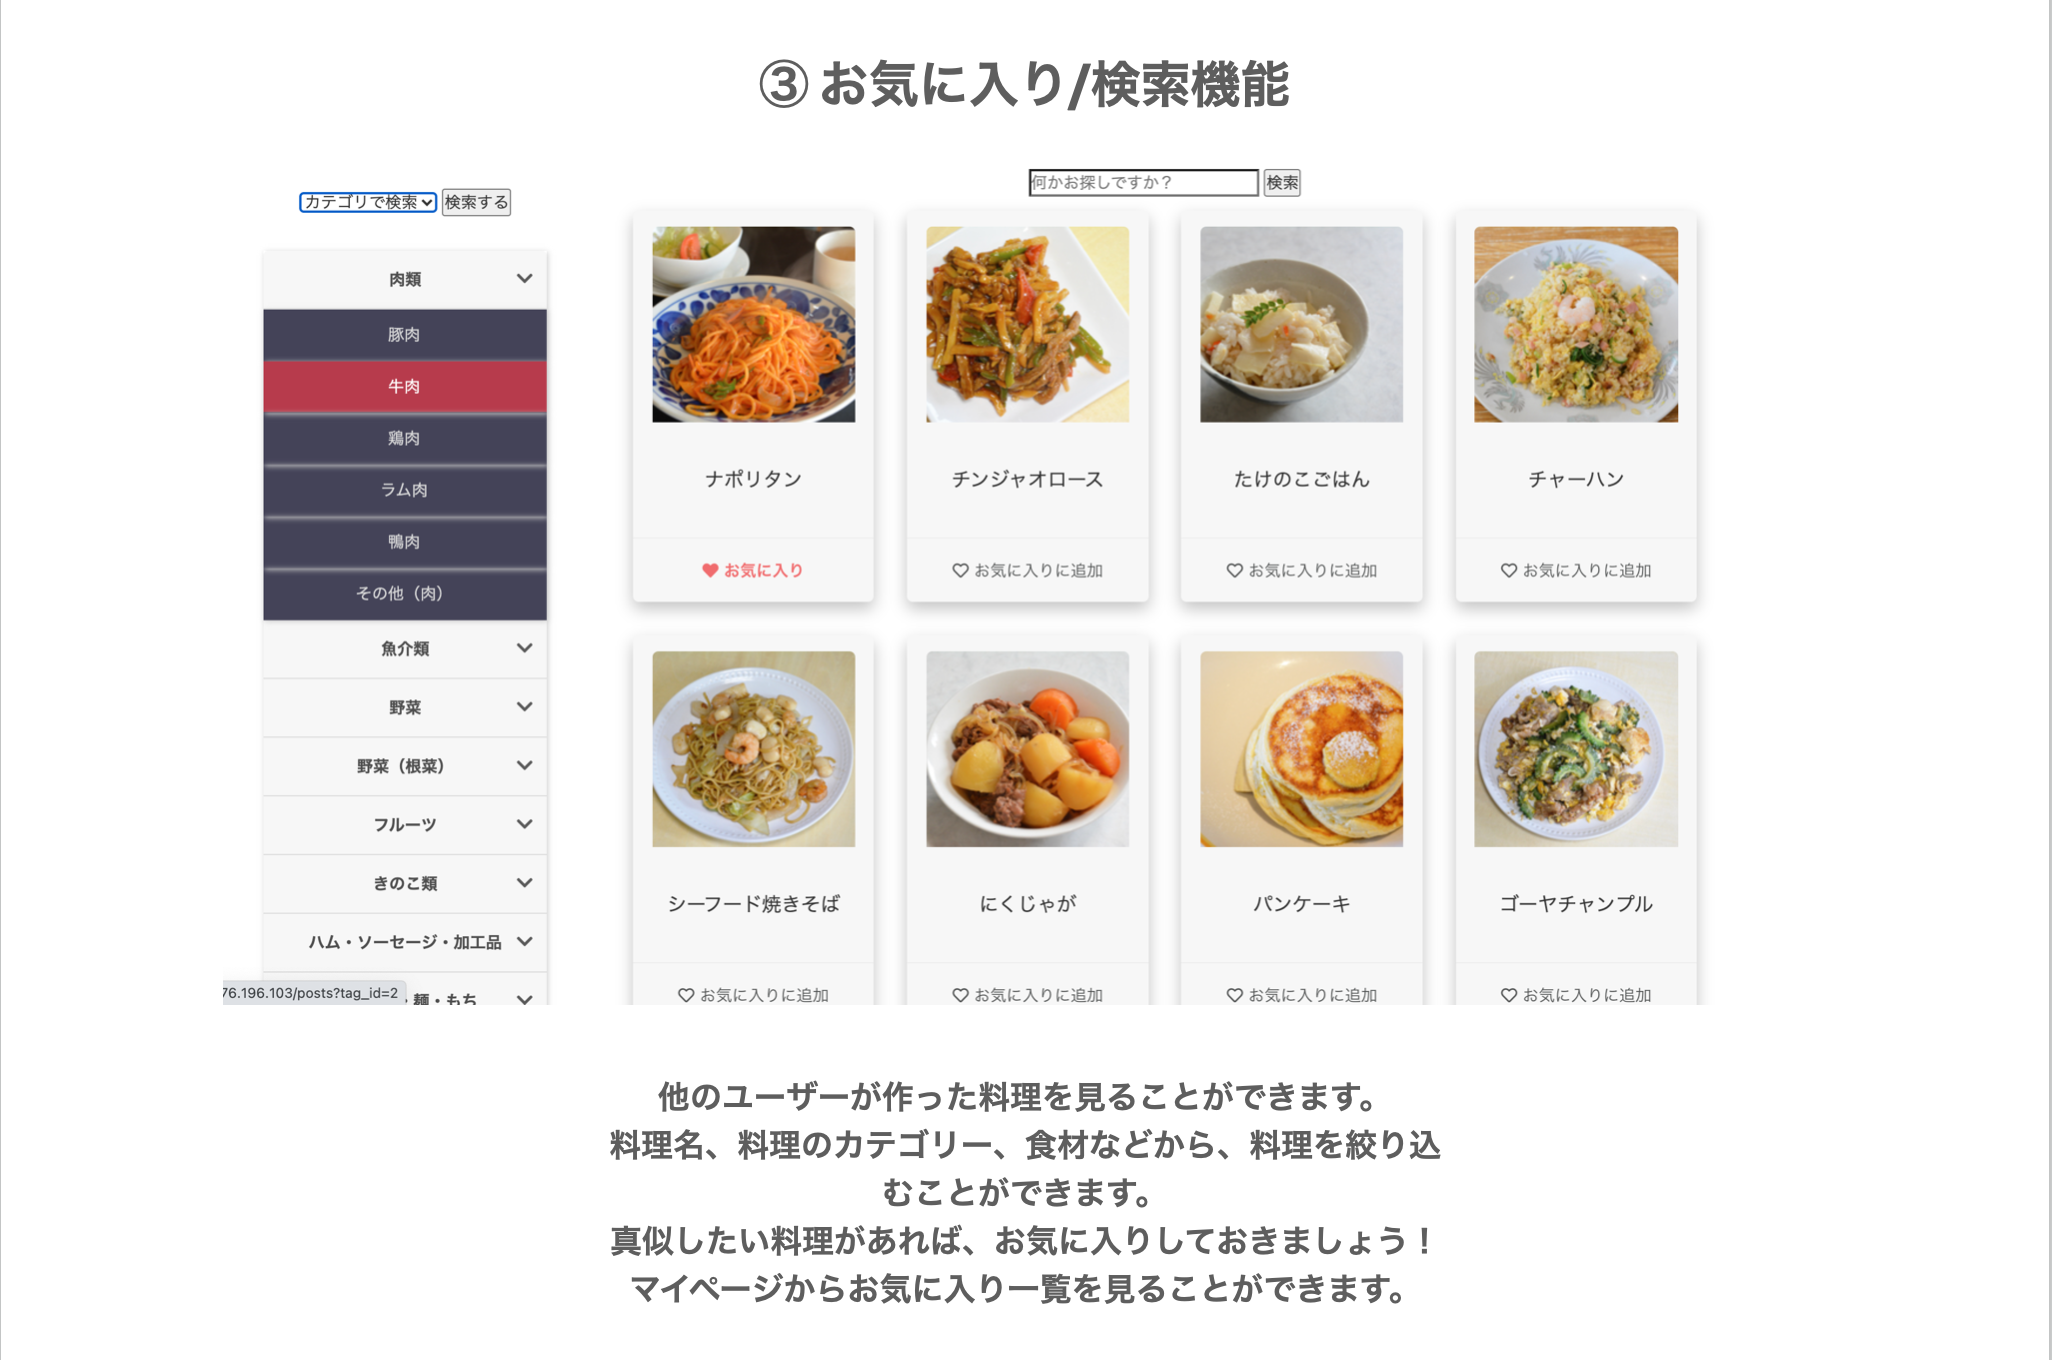 ③ お気に入り/検索機能
カテゴリで検索 検索する
何かお探しですか？ 検索
肉類
豚肉
牛肉
鶏肉
ラム肉
鴨肉
その他（肉）
魚介類
野菜
野菜（根菜）
フルーツ
きのこ類
ハム・ソーセージ・加工品
・麺・もち
76.196.103/posts?tag_id=2
ナポリタン
チンジャオロース
たけのこごはん
チャーハン
お気に入り
お気に入りに追加
お気に入りに追加
お気に入りに追加
シーフード焼きそば
にくじゃが
パンケーキ
ゴーヤチャンプル
お気に入りに追加
お気に入りに追加
お気に入りに追加
お気に入りに追加
他のユーザーが作った料理を見ることができます。
料理名、料理のカテゴリー、食材などから、料理を絞り込
むことができます。
真似したい料理があれば、お気に入りしておきましょう！
マイページからお気に入り一覧を見ることができます。